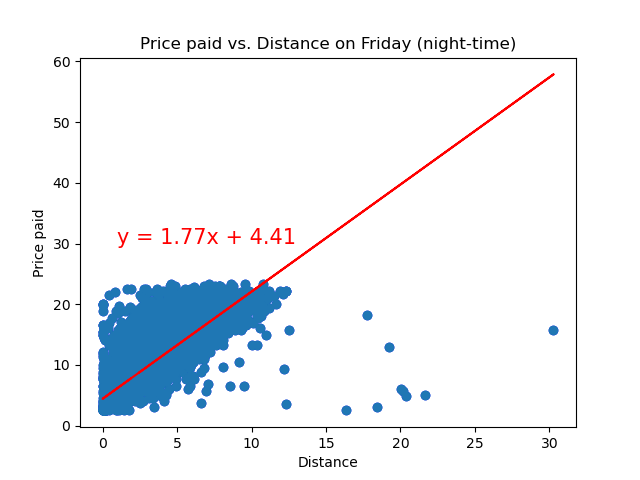 Price paid vs. Distance on Friday (night-time)
60
50
40
30
20
10
0
Price paid
y = 1.77x + 4.41
0 5 10 15 20 25 30
Distance